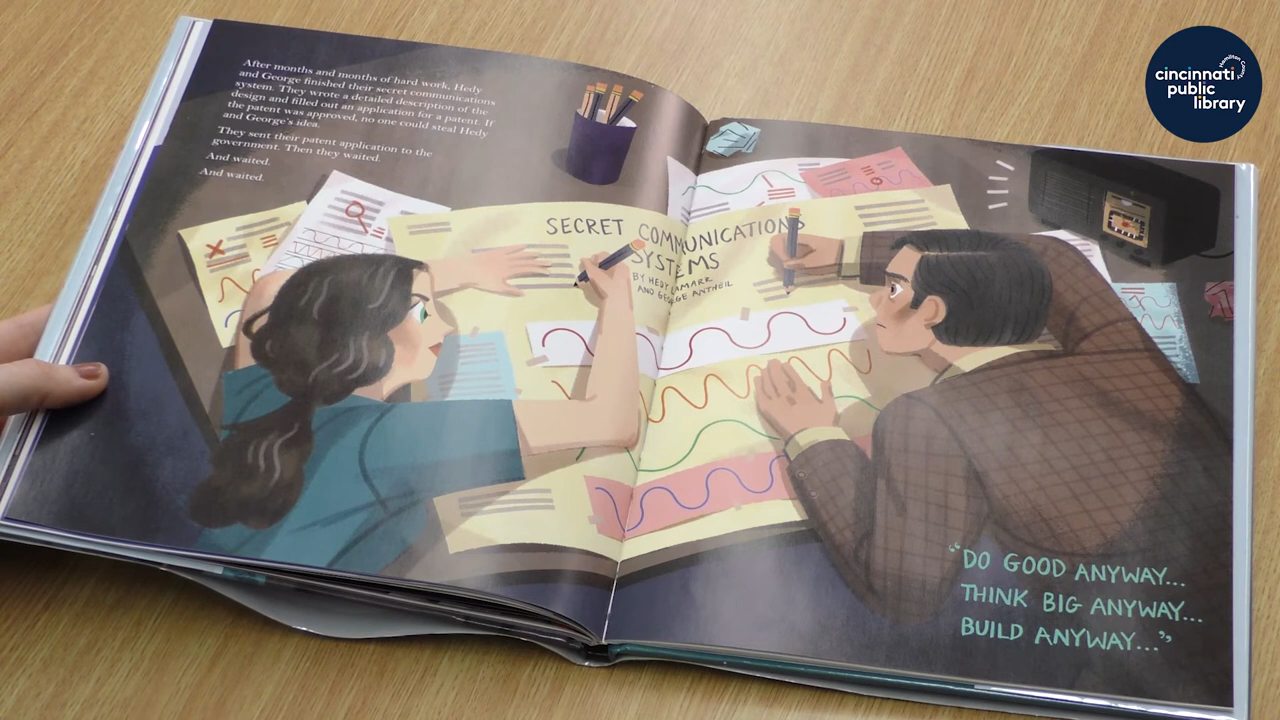 After months and months of hard work, Hedy
and George finished their secret communications
system. They wrote a detailed description of the
design and filled out an application for a patent. If
the patent was approved, no one could steal Hedy
and George's idea.
They sent their patent application to the
government. Then they waited.
And waited.
And waited.
SECRET COMMUNICATIONS
SYSTEMS
BY HEDY LAMARR
AND GEORGE ANTHEIL
"DO GOOD ANYWAY...
THINK BIG ANYWAY...
BUILD ANYWAY..."
cincinnati
public
library
Hamilton County